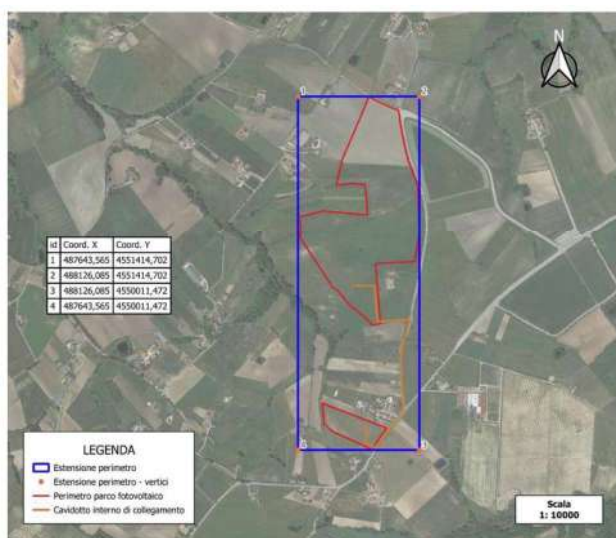 N
1 2
id Coord. X Coord. Y
1 487643,565 4551414,702
2 488126,085 4551414,702
3 488126,085 4550011,472
4 487643,565 4550011,472
4 3
LEGENDA
Estensione perimetro
Estensione perimetro - vertici
Perimetro parco fotovoltaico
Cavidotto interno di collegamento
Scala
1: 10000